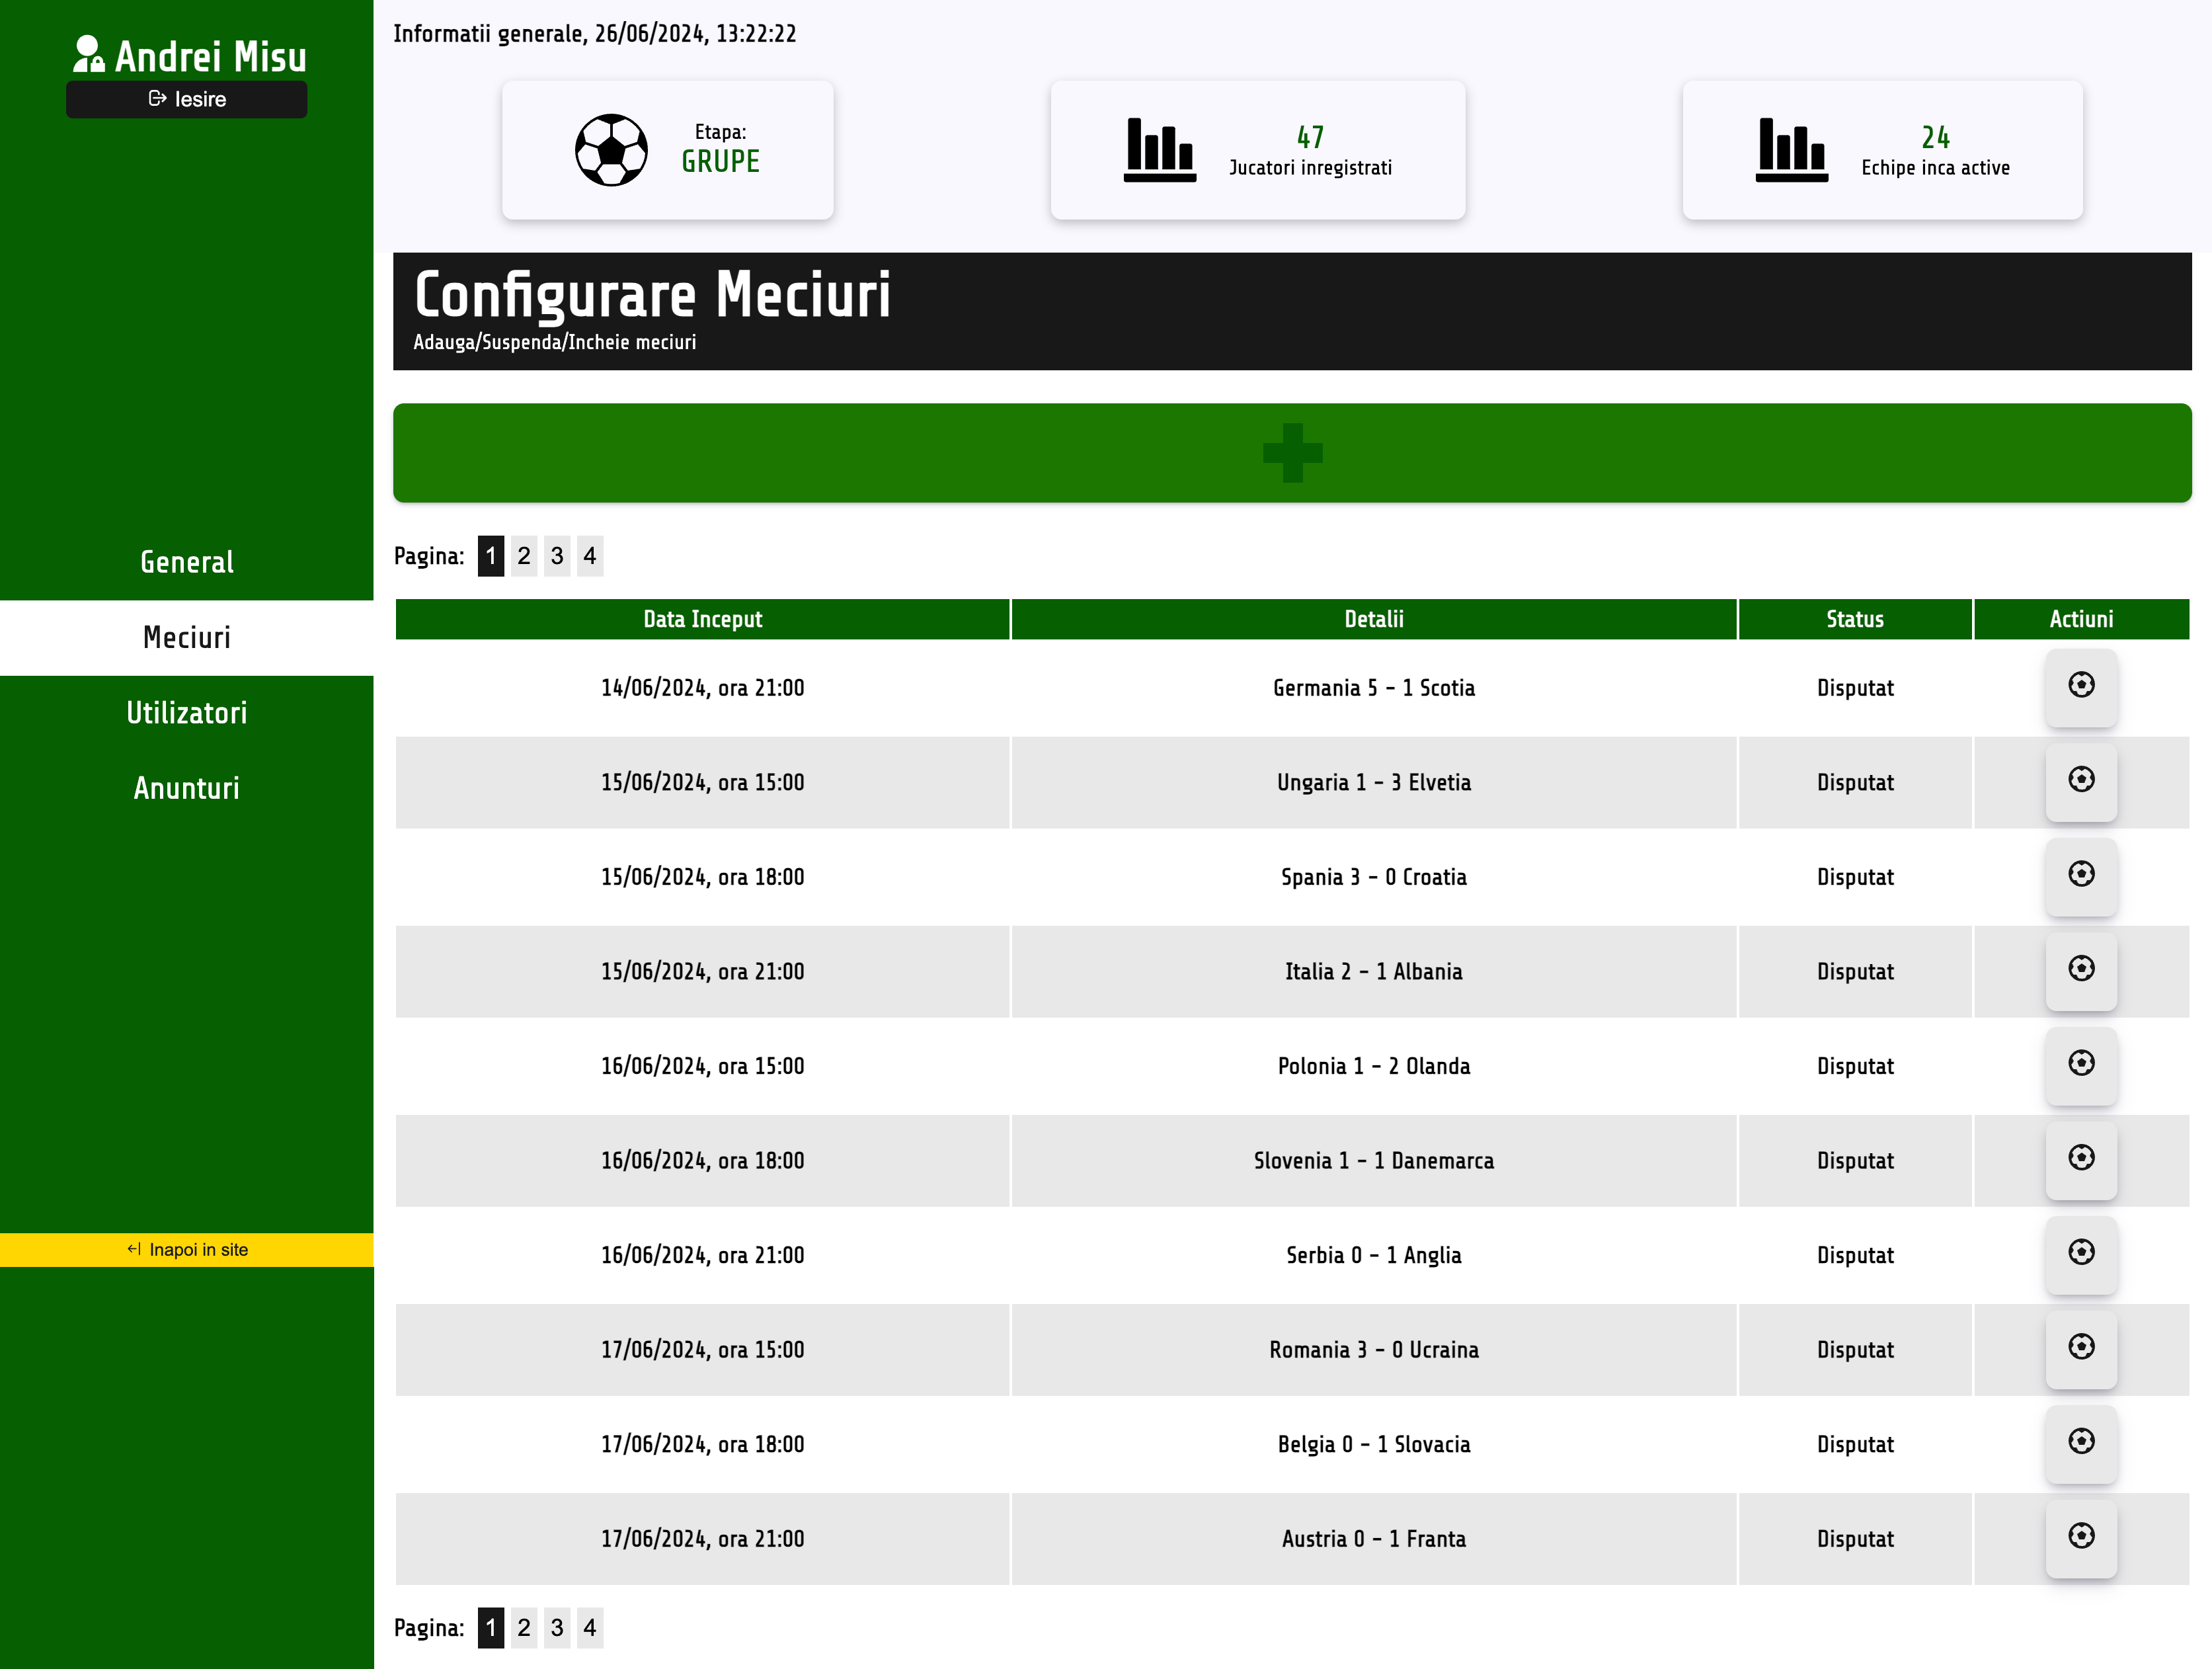 Andrei Misu
Iesire
General
Meciuri
Utilizatori
Anunturi
Inapoi in site
Informatii generale, 26/06/2024, 13:22:22
Etapa:
GRUPE
47
Jucatori inregistrati
24
Echipe inca active
Configurare Meciuri
Adauga/Suspenda/Incheie meciuri
Pagina: 1 2 3 4
Data Inceput Detalii Status Actiuni
14/06/2024, ora 21:00 Germania 5 - 1 Scotia Disputat
15/06/2024, ora 15:00 Ungaria 1 - 3 Elvetia Disputat
15/06/2024, ora 18:00 Spania 3 - 0 Croatia Disputat
15/06/2024, ora 21:00 Italia 2 - 1 Albania Disputat
16/06/2024, ora 15:00 Polonia 1 - 2 Olanda Disputat
16/06/2024, ora 18:00 Slovenia 1 - 1 Danemarca Disputat
16/06/2024, ora 21:00 Serbia 0 - 1 Anglia Disputat
17/06/2024, ora 15:00 Romania 3 - 0 Ucraina Disputat
17/06/2024, ora 18:00 Belgia 0 - 1 Slovacia Disputat
17/06/2024, ora 21:00 Austria 0 - 1 Franta Disputat
Pagina: 1 2 3 4